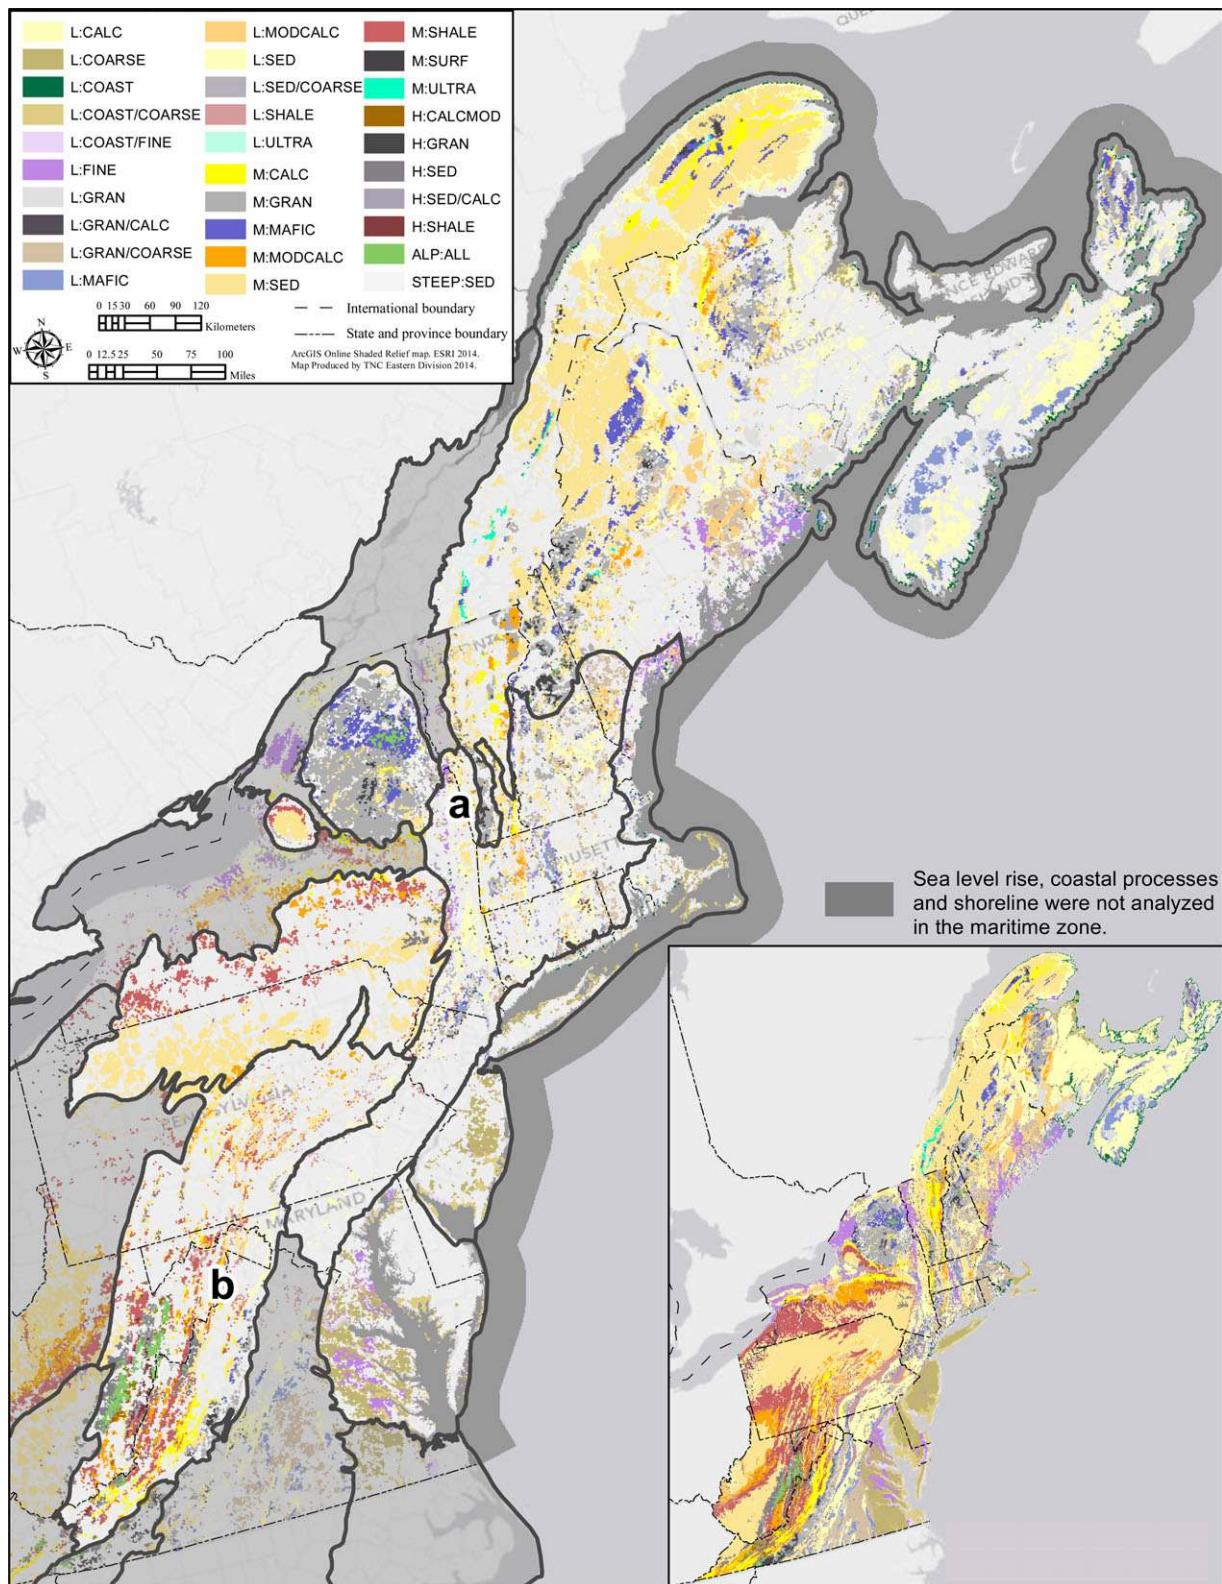 L:CALC
L:COARSE
L:COAST
L:COAST/COARSE
L:COAST/FINE
L:FINE
L:GRAN
L:GRAN/CALC
L:GRAN/COARSE
L:MAFIC
L:MODCALC
L:SED
L:SED/COARSE
L:SHALE
L:ULTRA
M:CALC
M:GRAN
M:MAFIC
M:MODCALC
M:SED
M:SHALE
M:SURF
M:ULTRA
H:CALCMOD
H:GRAN
H:SED
H:SED/CALC
H:SHALE
ALP:ALL
STEEP:SED
0 15 30 60 90 120
Kilometers
0 12.5 25 50 75 100
Miles
N
W E
S
International boundary
State and province boundary
ArcGIS Online Shaded Relief map. ESRI 2014.
Map Produced by TNC Eastern Division 2014.
a
Sea level rise, coastal processes
and shoreline were not analyzed
in the maritime zone.
MARYLAND
b